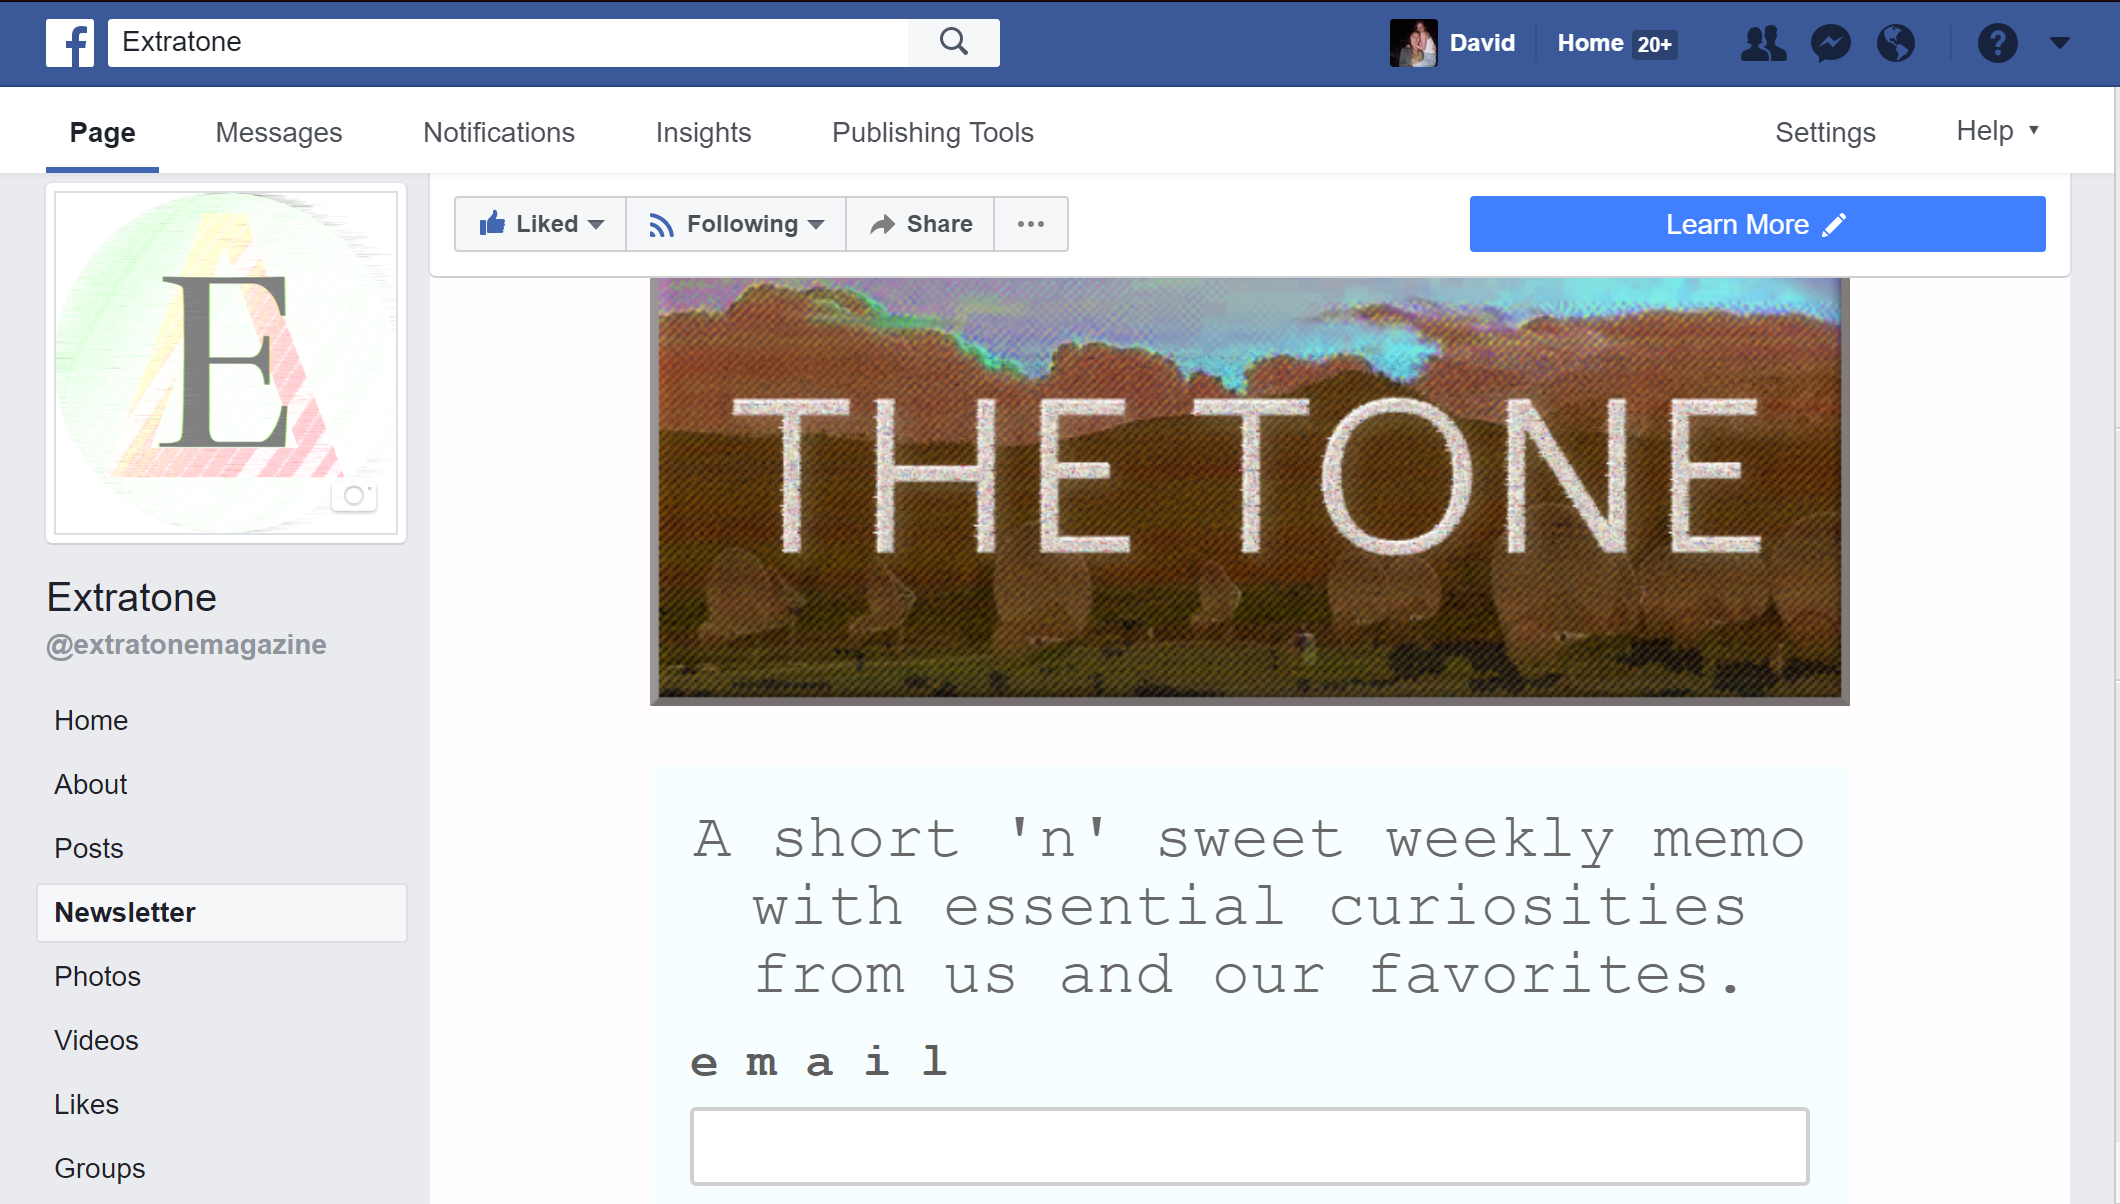 Extratone
David
Home 20+
Page
Messages
Notifications
Insights
Publishing Tools
Settings
Help
Liked
Following
Share
Learn More
E
THE TONE
Extratone
@extratonemagazine
Home
About
Posts
Newsletter
Photos
Videos
Likes
Groups
A short 'n' sweet weekly memo
with essential curiosities
from us and our favorites.
email